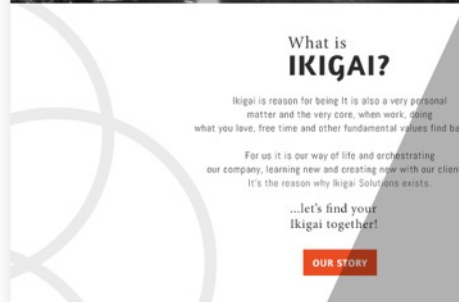 What is
IKIGAI?
Ikigai is reason for being It is also a very personal
matter and the very core, when work, doing
what you love, free time and other fundamental values find ba
For us it is our way of life and orchestrating
our company, learning new and creating new with our clien
It's the reason why Ikigai Solutions exists.
...let's find your
Ikigai together!
OUR STORY